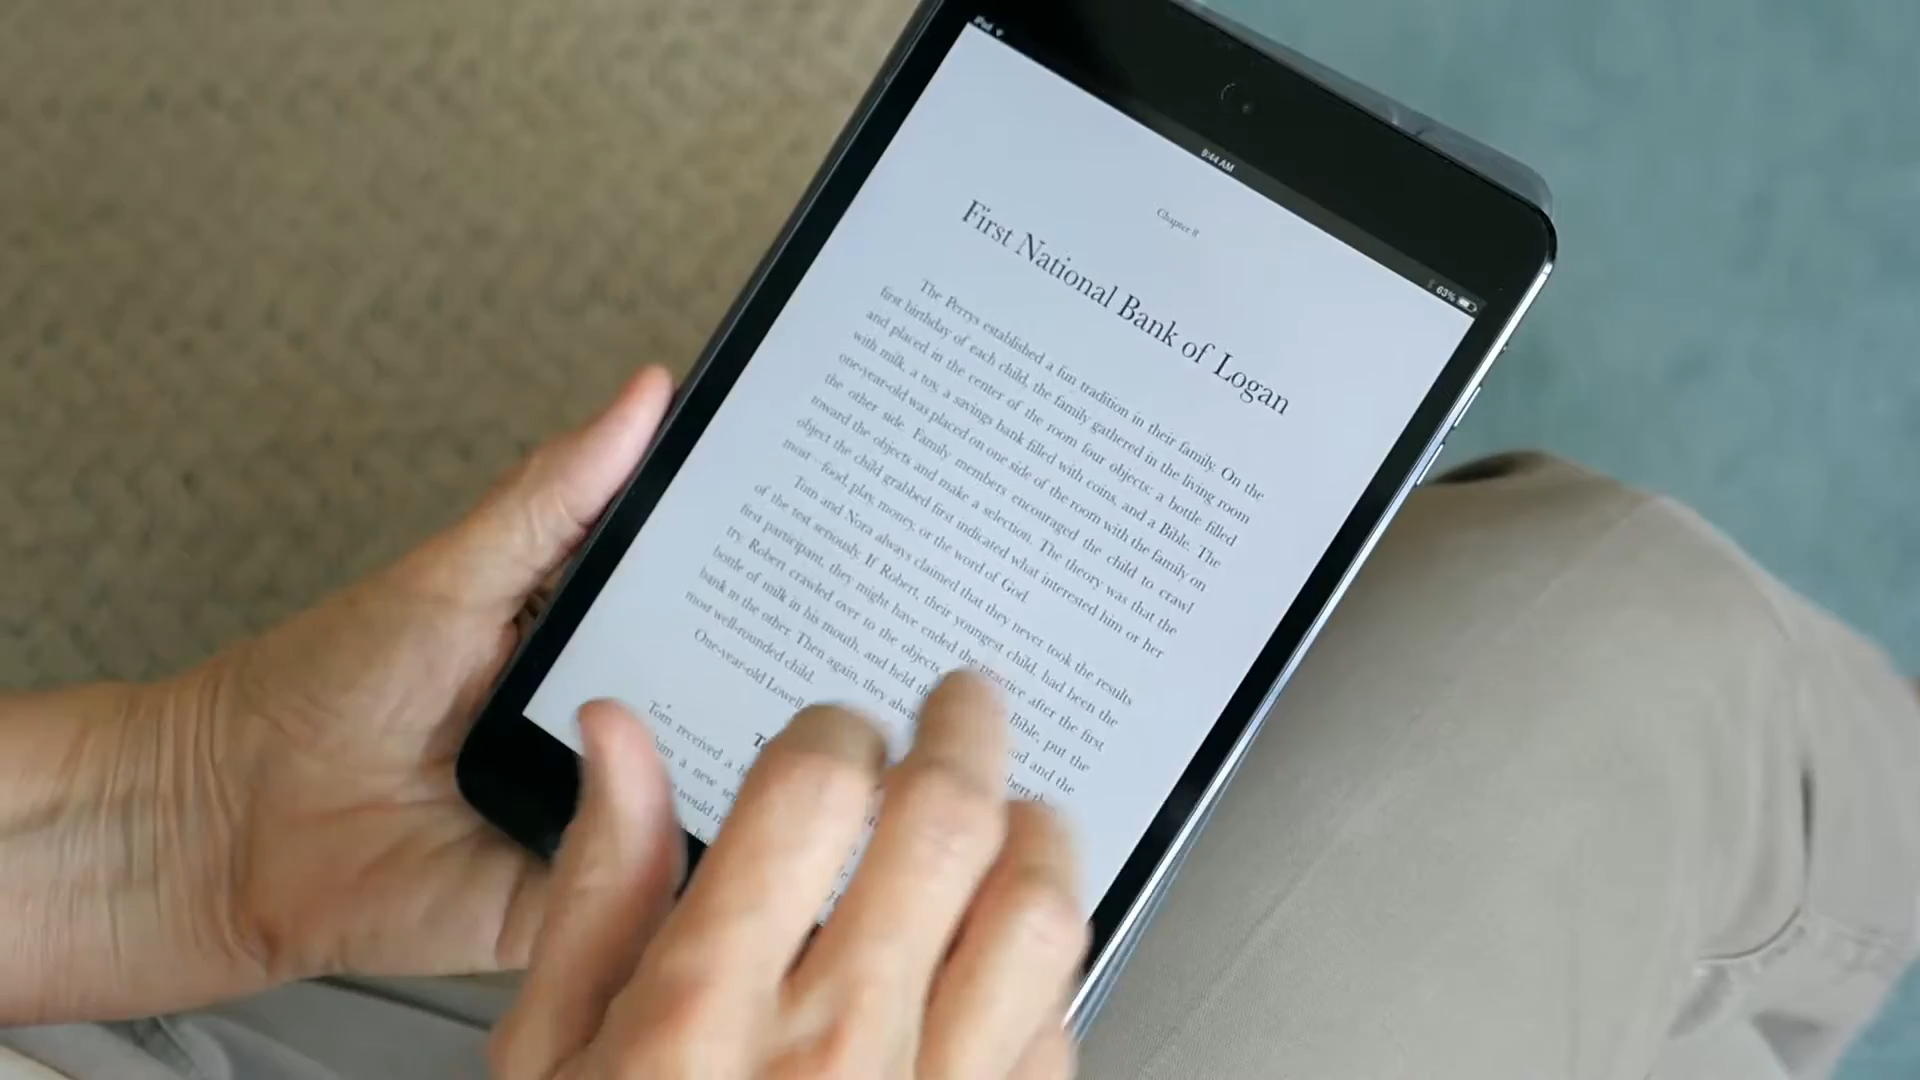 iPad
9:44 AM
63%
Chapter 8
First National Bank of Logan
The Perrys established a fun tradition in their family. On the
first birthday of each child, the family gathered in the living room
and placed in the center of the room four objects: a bottle filled
with milk, a toy, a savings bank filled with coins, and a Bible. The
one-year-old was placed on one side of the room with the family on
the other side. Family members encouraged the child to crawl
toward the objects and make a selection. The theory was that the
object the child grabbed first indicated what interested him or her
most—food, play, money, or the word of God.
Tom and Nora always claimed that they never took the results
of the test seriously. If Robert, their youngest child, had been the
first participant, they might have ended the practice after the first
try. Robert crawled over to the objects Bible, put the
bottle of milk in his mouth, and held and the
bank in the other. Then again, they
most well-rounded child.
One-year-old Lowell
Tom received a
him a new
would